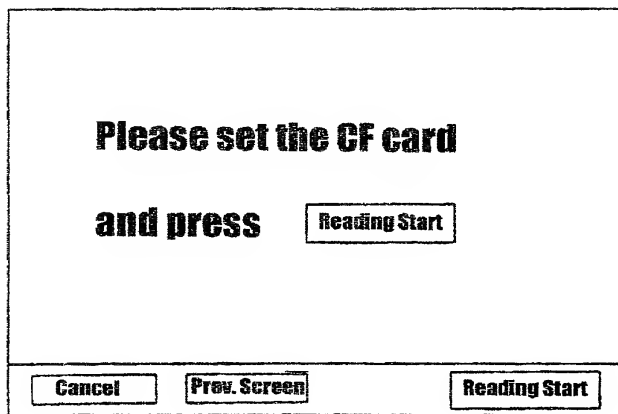 Please set the CF card
and press Reading Start
Cancel Prev. Screen Reading Start